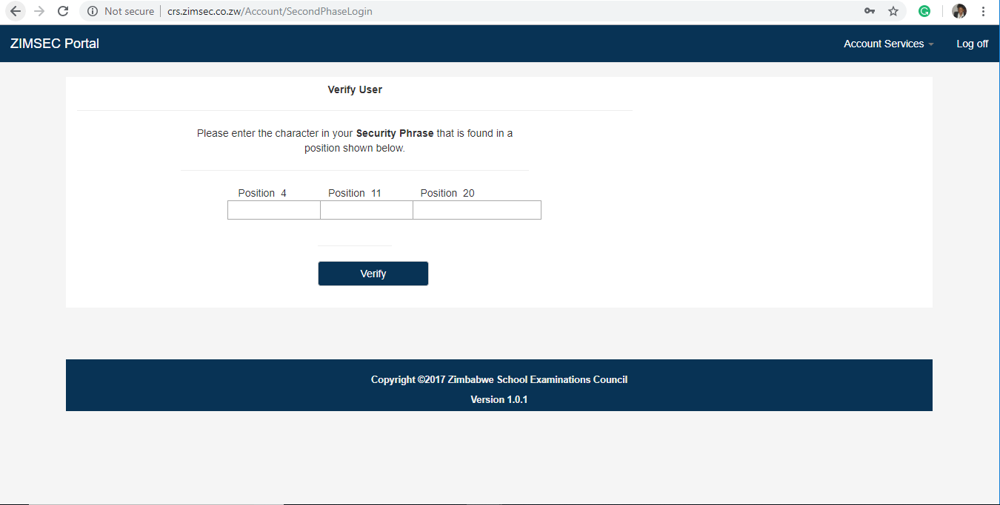 Not secure crs.zimsec.co.zw/Account/SecondPhaseLogin
ZIMSEC Portal Account Services Log off
Verify User
Please enter the character in your Security Phrase that is found in a
position shown below.
Position 4 Position 11 Position 20
Verify
Copyright ©2017 Zimbabwe School Examinations Council
Version 1.0.1